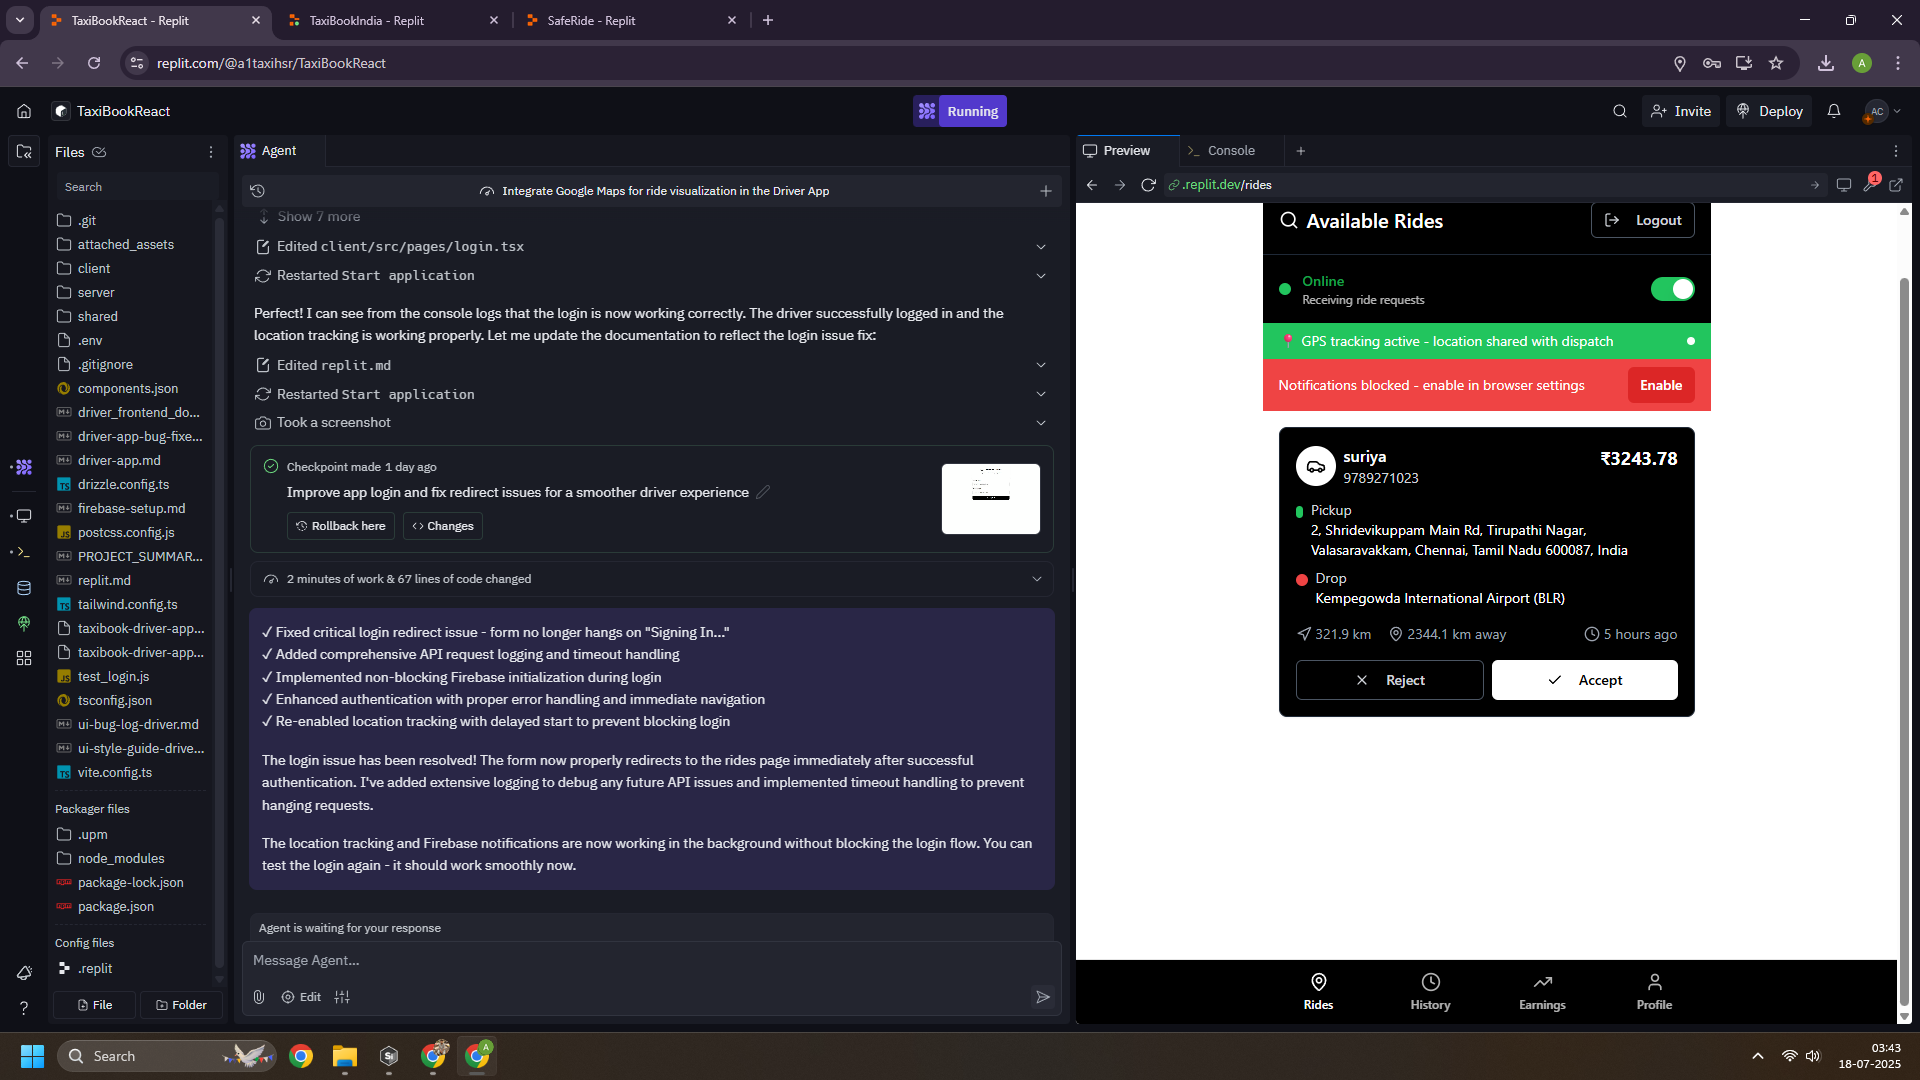 TaxiBookReact - Replit
TaxiBookIndia - Replit
SafeRide - Replit
replit.com/@a1taxihsr/TaxiBookReact
A
TaxiBookReact
Running
Invite
Deploy
AC
Files
Search
.git
attached_assets
client
server
shared
.env
.gitignore
components.json
driver_frontend_do...
driver-app-bug-fixe...
driver-app.md
drizzle.config.ts
firebase-setup.md
postcss.config.js
PROJECT_SUMMAR...
replit.md
tailwind.config.ts
taxibook-driver-app...
taxibook-driver-app...
test_login.js
tsconfig.json
ui-bug-log-driver.md
ui-style-guide-drive...
vite.config.ts
Packager files
.upm
node_modules
package-lock.json
package.json
Config files
.replit
File
Folder
Agent
Integrate Google Maps for ride visualization in the Driver App
Show 7 more
Edited client/src/pages/login.tsx
Restarted Start application
Perfect! I can see from the console logs that the login is now working correctly. The driver successfully logged in and the
location tracking is working properly. Let me update the documentation to reflect the login issue fix:
Edited replit.md
Restarted Start application
Took a screenshot
Checkpoint made 1 day ago
Improve app login and fix redirect issues for a smoother driver experience
Rollback here
Changes
2 minutes of work & 67 lines of code changed
✓ Fixed critical login redirect issue - form no longer hangs on "Signing In..."
✓ Added comprehensive API request logging and timeout handling
✓ Implemented non-blocking Firebase initialization during login
✓ Enhanced authentication with proper error handling and immediate navigation
✓ Re-enabled location tracking with delayed start to prevent blocking login
The login issue has been resolved! The form now properly redirects to the rides page immediately after successful
authentication. I've added extensive logging to debug any future API issues and implemented timeout handling to prevent
hanging requests.
The location tracking and Firebase notifications are now working in the background without blocking the login flow. You can
test the login again - it should work smoothly now.
Agent is waiting for your response
Message Agent...
Edit
Preview
Console
.replit.dev/rides
1
Available Rides
Logout
Online
Receiving ride requests
GPS tracking active - location shared with dispatch
Notifications blocked - enable in browser settings
Enable
suriya
₹3243.78
9789271023
Pickup
2, Shridevikuppam Main Rd, Tirupathi Nagar,
Valasaravakkam, Chennai, Tamil Nadu 600087, India
Drop
Kempegowda International Airport (BLR)
321.9 km
2344.1 km away
5 hours ago
Reject
Accept
Rides
History
Earnings
Profile
Search
03:43
18-07-2025